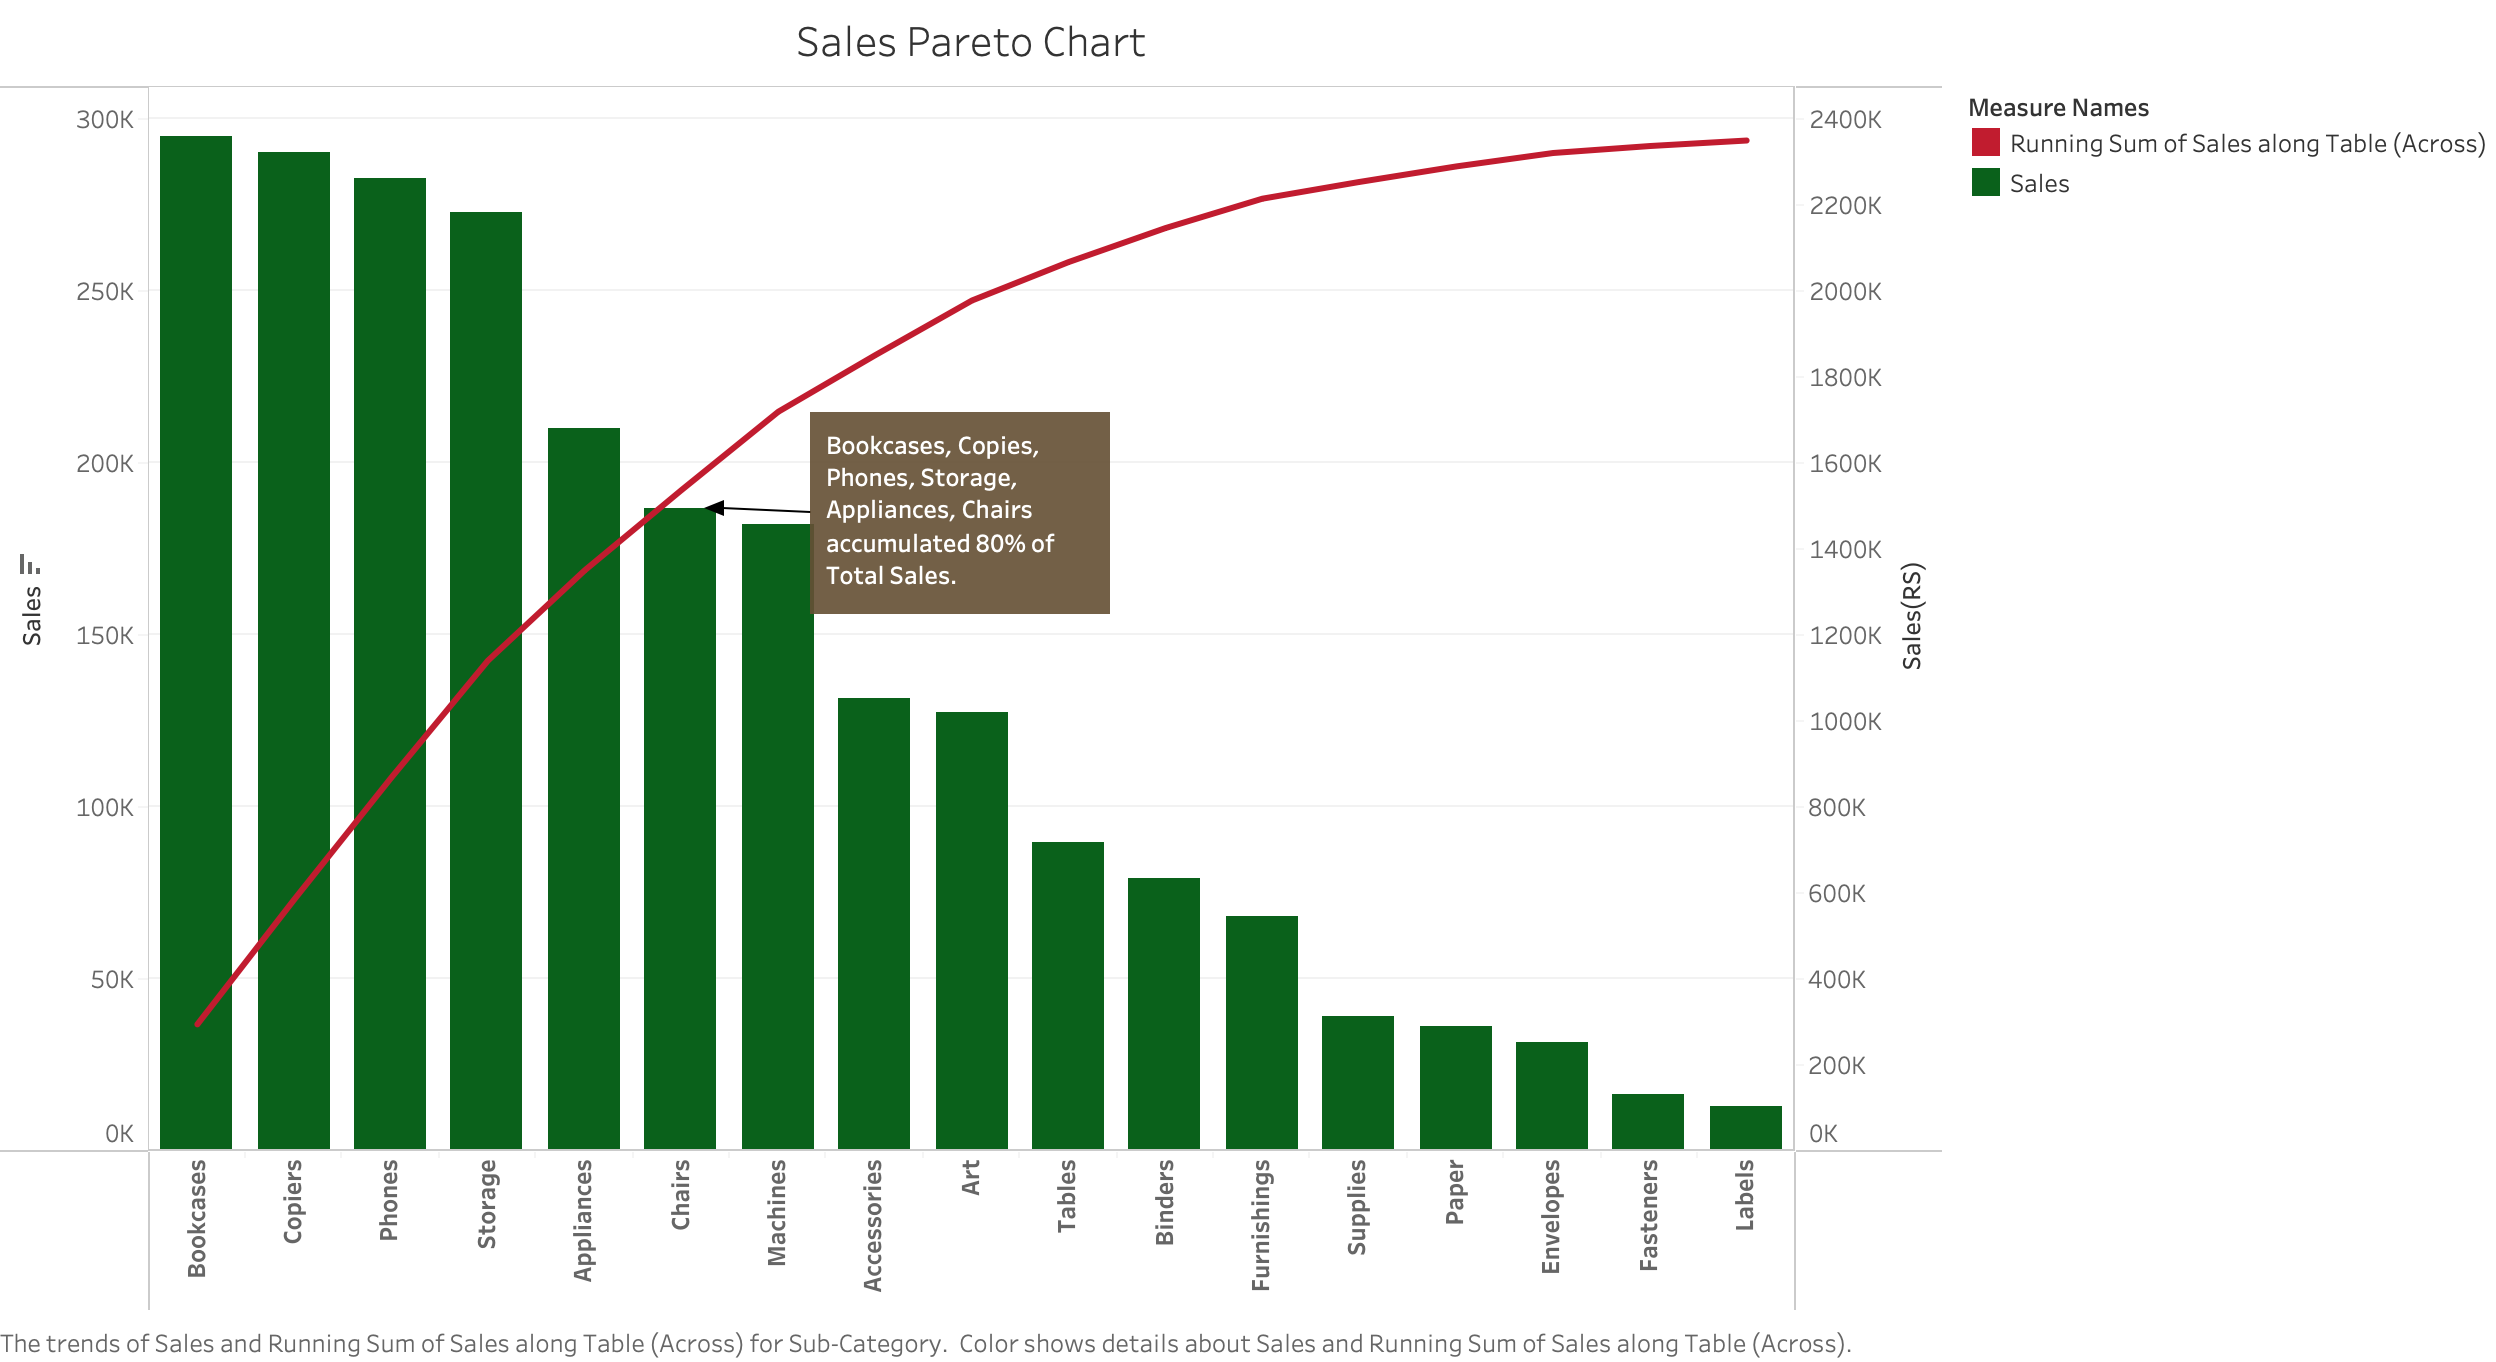 Sales Pareto Chart
300K
250K
200K
150K
100K
50K
0K
Sales
2400K
2200K
2000K
1800K
1600K
1400K
1200K
1000K
800K
600K
400K
200K
0K
Sales(RS)
Measure Names
Running Sum of Sales along Table (Across)
Sales
Bookcases, Copies,
Phones, Storage,
Appliances, Chairs
accumulated 80% of
Total Sales.
Bookcases
Copiers
Phones
Storage
Appliances
Chairs
Machines
Accessories
Art
Tables
Binders
Furnishings
Supplies
Paper
Envelopes
Fasteners
Labels
The trends of Sales and Running Sum of Sales along Table (Across) for Sub-Category.  Color shows details about Sales and Running Sum of Sales along Table (Across).